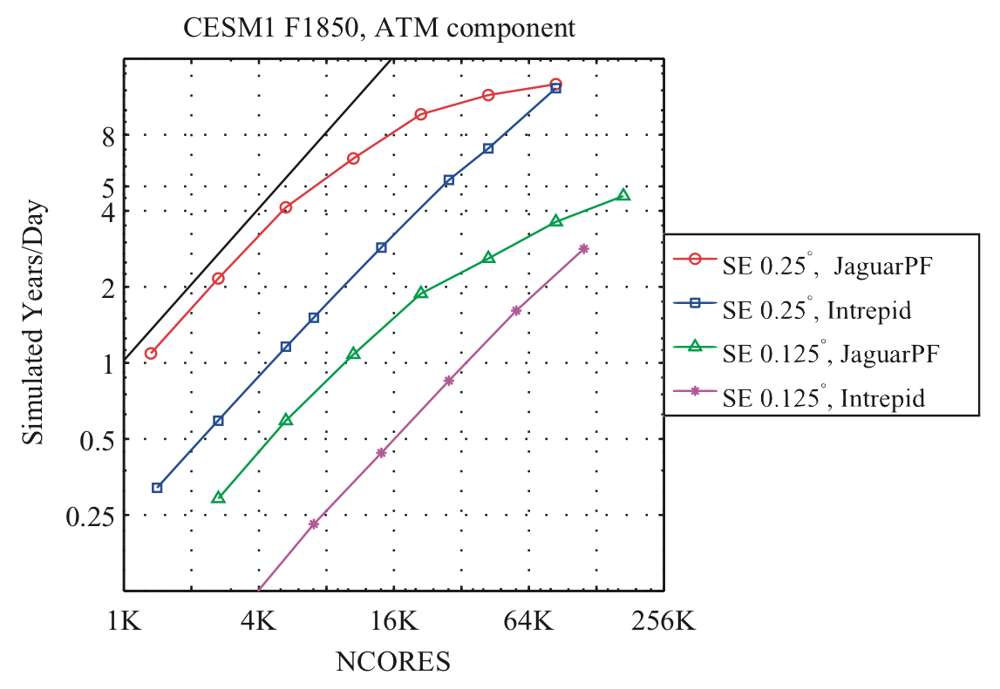 CESM1 F1850, ATM component
8
5
4
2
1
0.5
0.25
Simulated Years/Day
1K 4K 16K 64K 256K
NCORES
SE 0.25°, JaguarPF
SE 0.25°, Intrepid
SE 0.125°, JaguarPF
SE 0.125°, Intrepid